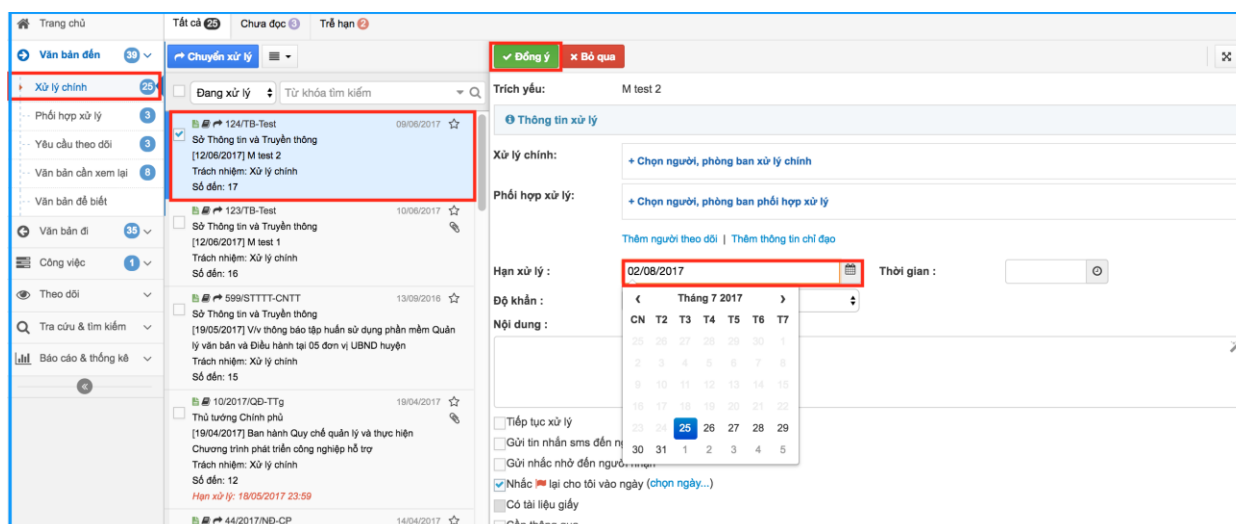 Trang chủ
Văn bản đến 39
Xử lý chính 25
Phối hợp xử lý 3
Yêu cầu theo dõi 3
Văn bản cần xem lại 8
Văn bản để biết
Văn bản đi 35
Công việc 1
Theo dõi
Tra cứu & tìm kiếm
Báo cáo & thống kê
Tất cả 25 Chưa đọc 3 Trễ hạn 2
Chuyển xử lý
Đang xử lý Từ khóa tìm kiếm
124/TB-Test 09/06/2017
Sở Thông tin và Truyền thông
[12/06/2017] M test 2
Trách nhiệm: Xử lý chính
Số đến: 17
123/TB-Test 10/06/2017
Sở Thông tin và Truyền thông
[12/06/2017] M test 1
Trách nhiệm: Xử lý chính
Số đến: 16
599/STTTT-CNTT 13/09/2016
Sở Thông tin và Truyền thông
[19/05/2017] V/v thông báo tập huấn sử dụng phần mềm Quản
lý văn bản và Điều hành tại 05 đơn vị UBND huyện
Trách nhiệm: Xử lý chính
Số đến: 15
10/2017/QĐ-TTg 19/04/2017
Thủ tướng Chính phủ
[19/04/2017] Ban hành Quy chế quản lý và thực hiện
Chương trình phát triển công nghiệp hỗ trợ
Trách nhiệm: Xử lý chính
Số đến: 12
Hạn xử lý: 18/05/2017 23:59
44/2017/NĐ-CP 14/04/2017
Đồng ý x Bỏ qua
Trích yếu: M test 2
Thông tin xử lý
Xử lý chính: + Chọn người, phòng ban xử lý chính
Phối hợp xử lý: + Chọn người, phòng ban phối hợp xử lý
Thêm người theo dõi | Thêm thông tin chỉ đạo
Hạn xử lý : 02/08/2017 Thời gian :
Độ khẩn :
Nội dung :
‹ Tháng 7 2017 ›
CN T2 T3 T4 T5 T6 T7
25 26 27 28 29 30 1
2 3 4 5 6 7 8
9 10 11 12 13 14 15
16 17 18 19 20 21 22
23 24 25 26 27 28 29
30 31 1 2 3 4 5
Tiếp tục xử lý
Gửi tin nhắn sms đến
Gửi nhắc nhở đến người nhận
Nhắc lại cho tôi vào ngày (chọn ngày...)
Có tài liệu giấy